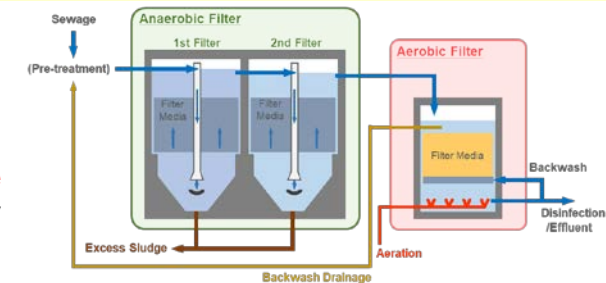 Sewage
Anaerobic Filter
1st Filter
2nd Filter
Aerobic Filter
(Pre-treatment)
Filter
Media
Filter
Media
Filter Media
Backwash
Disinfection
/Effluent
Excess Sludge
Aeration
Backwash Drainage